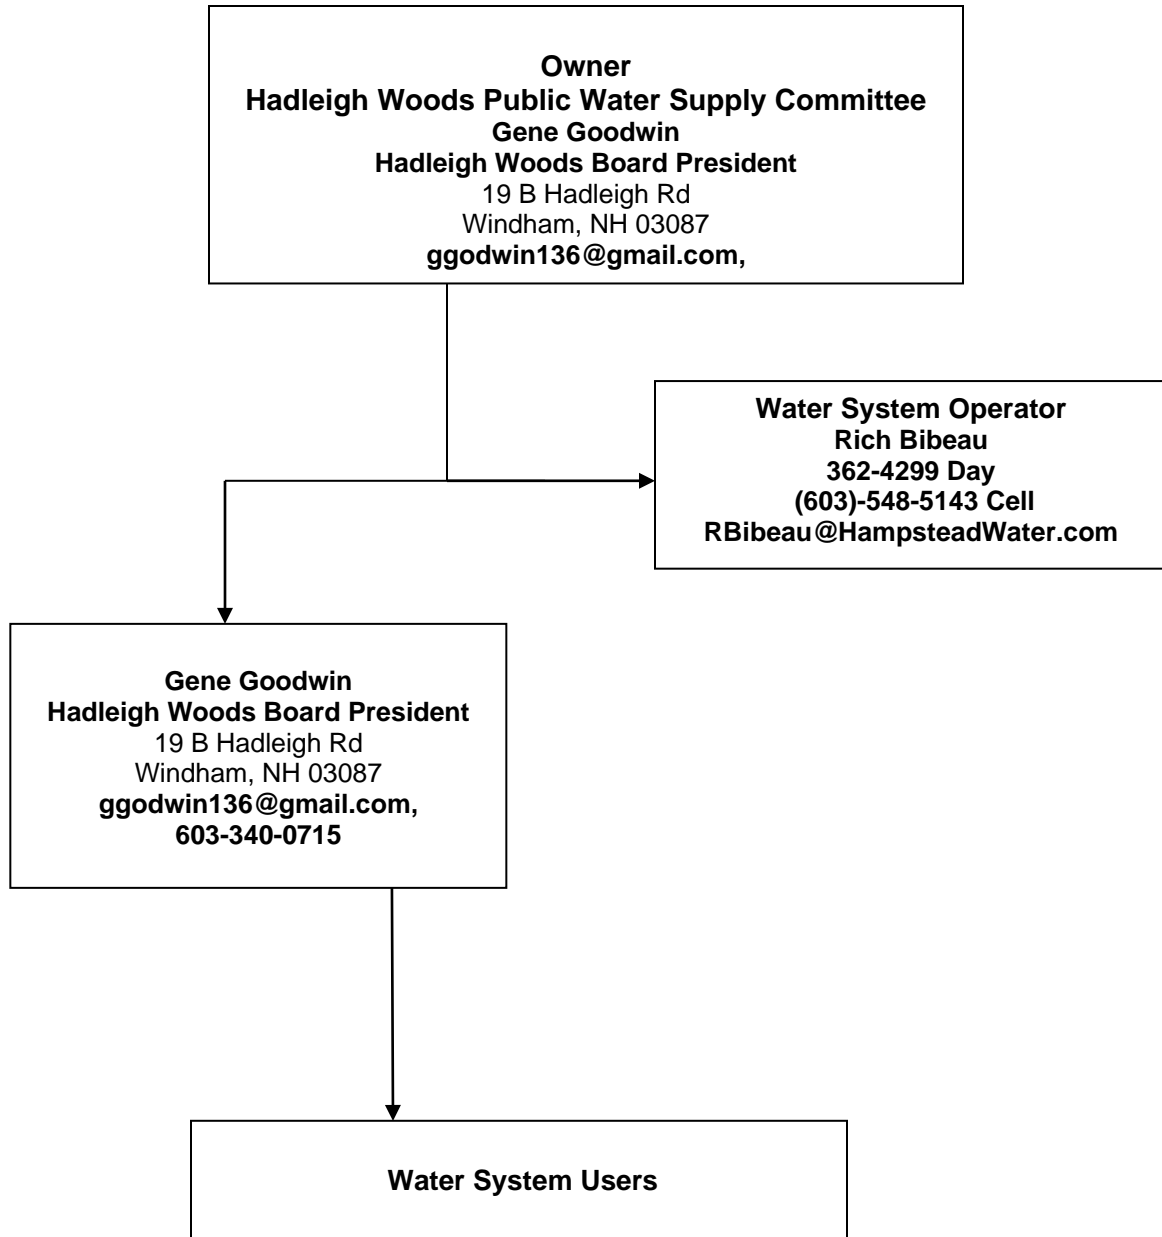 Owner
Hadleigh Woods Public Water Supply Committee
Gene Goodwin
Hadleigh Woods Board President
19 B Hadleigh Rd
Windham, NH 03087
ggodwin136@gmail.com,
Water System Operator
Rich Bibeau
362-4299 Day
(603)-548-5143 Cell
RBibeau@HampsteadWater.com
Gene Goodwin
Hadleigh Woods Board President
19 B Hadleigh Rd
Windham, NH 03087
ggodwin136@gmail.com,
603-340-0715
Water System Users